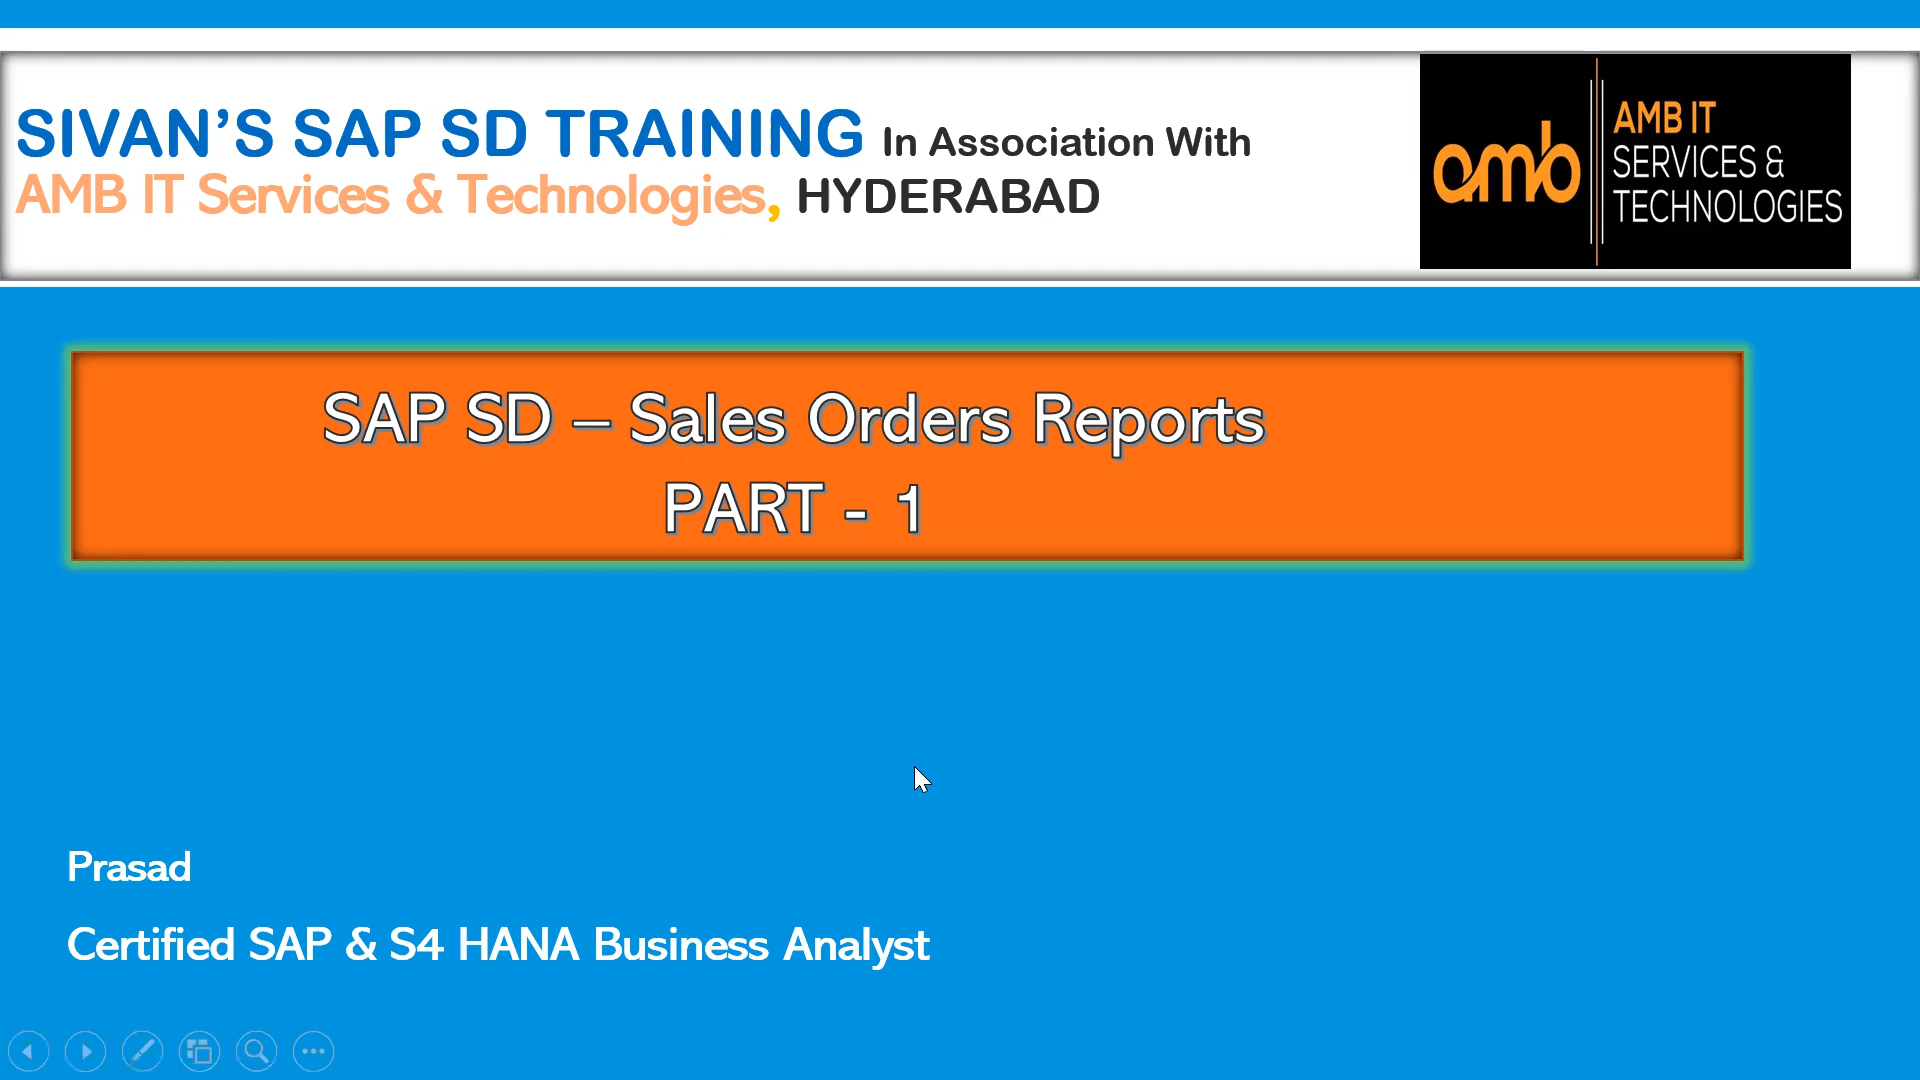 SIVAN’S SAP SD TRAINING In Association With
AMB IT Services & Technologies, HYDERABAD
amb
AMB IT
SERVICES &
TECHNOLOGIES
SAP SD – Sales Orders Reports
PART - 1
Prasad
Certified SAP & S4 HANA Business Analyst